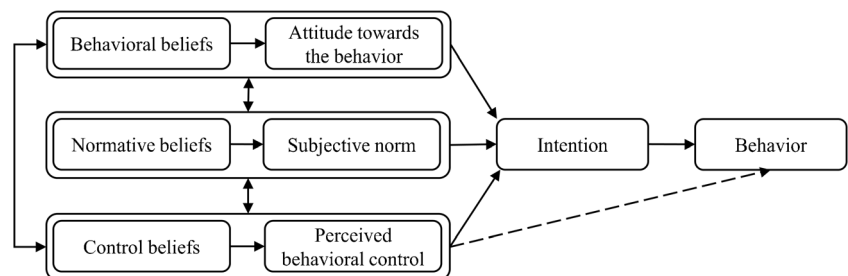 Behavioral beliefs
Attitude towards
the behavior
Normative beliefs
Subjective norm
Intention
Behavior
Control beliefs
Perceived
behavioral control